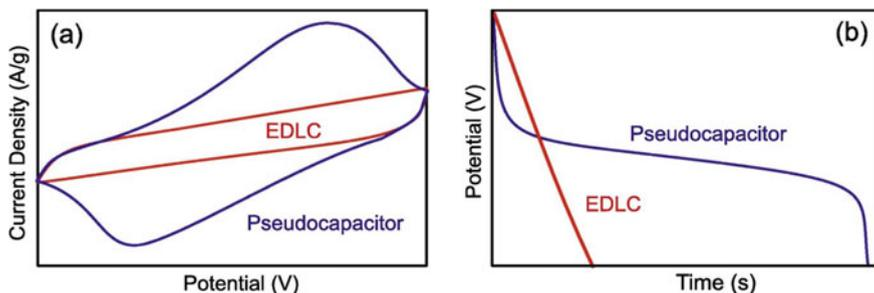 (a)
Current Density (A/g)
EDLC
Pseudocapacitor
Potential (V)
(b)
Potential (V)
Pseudocapacitor
EDLC
Time (s)